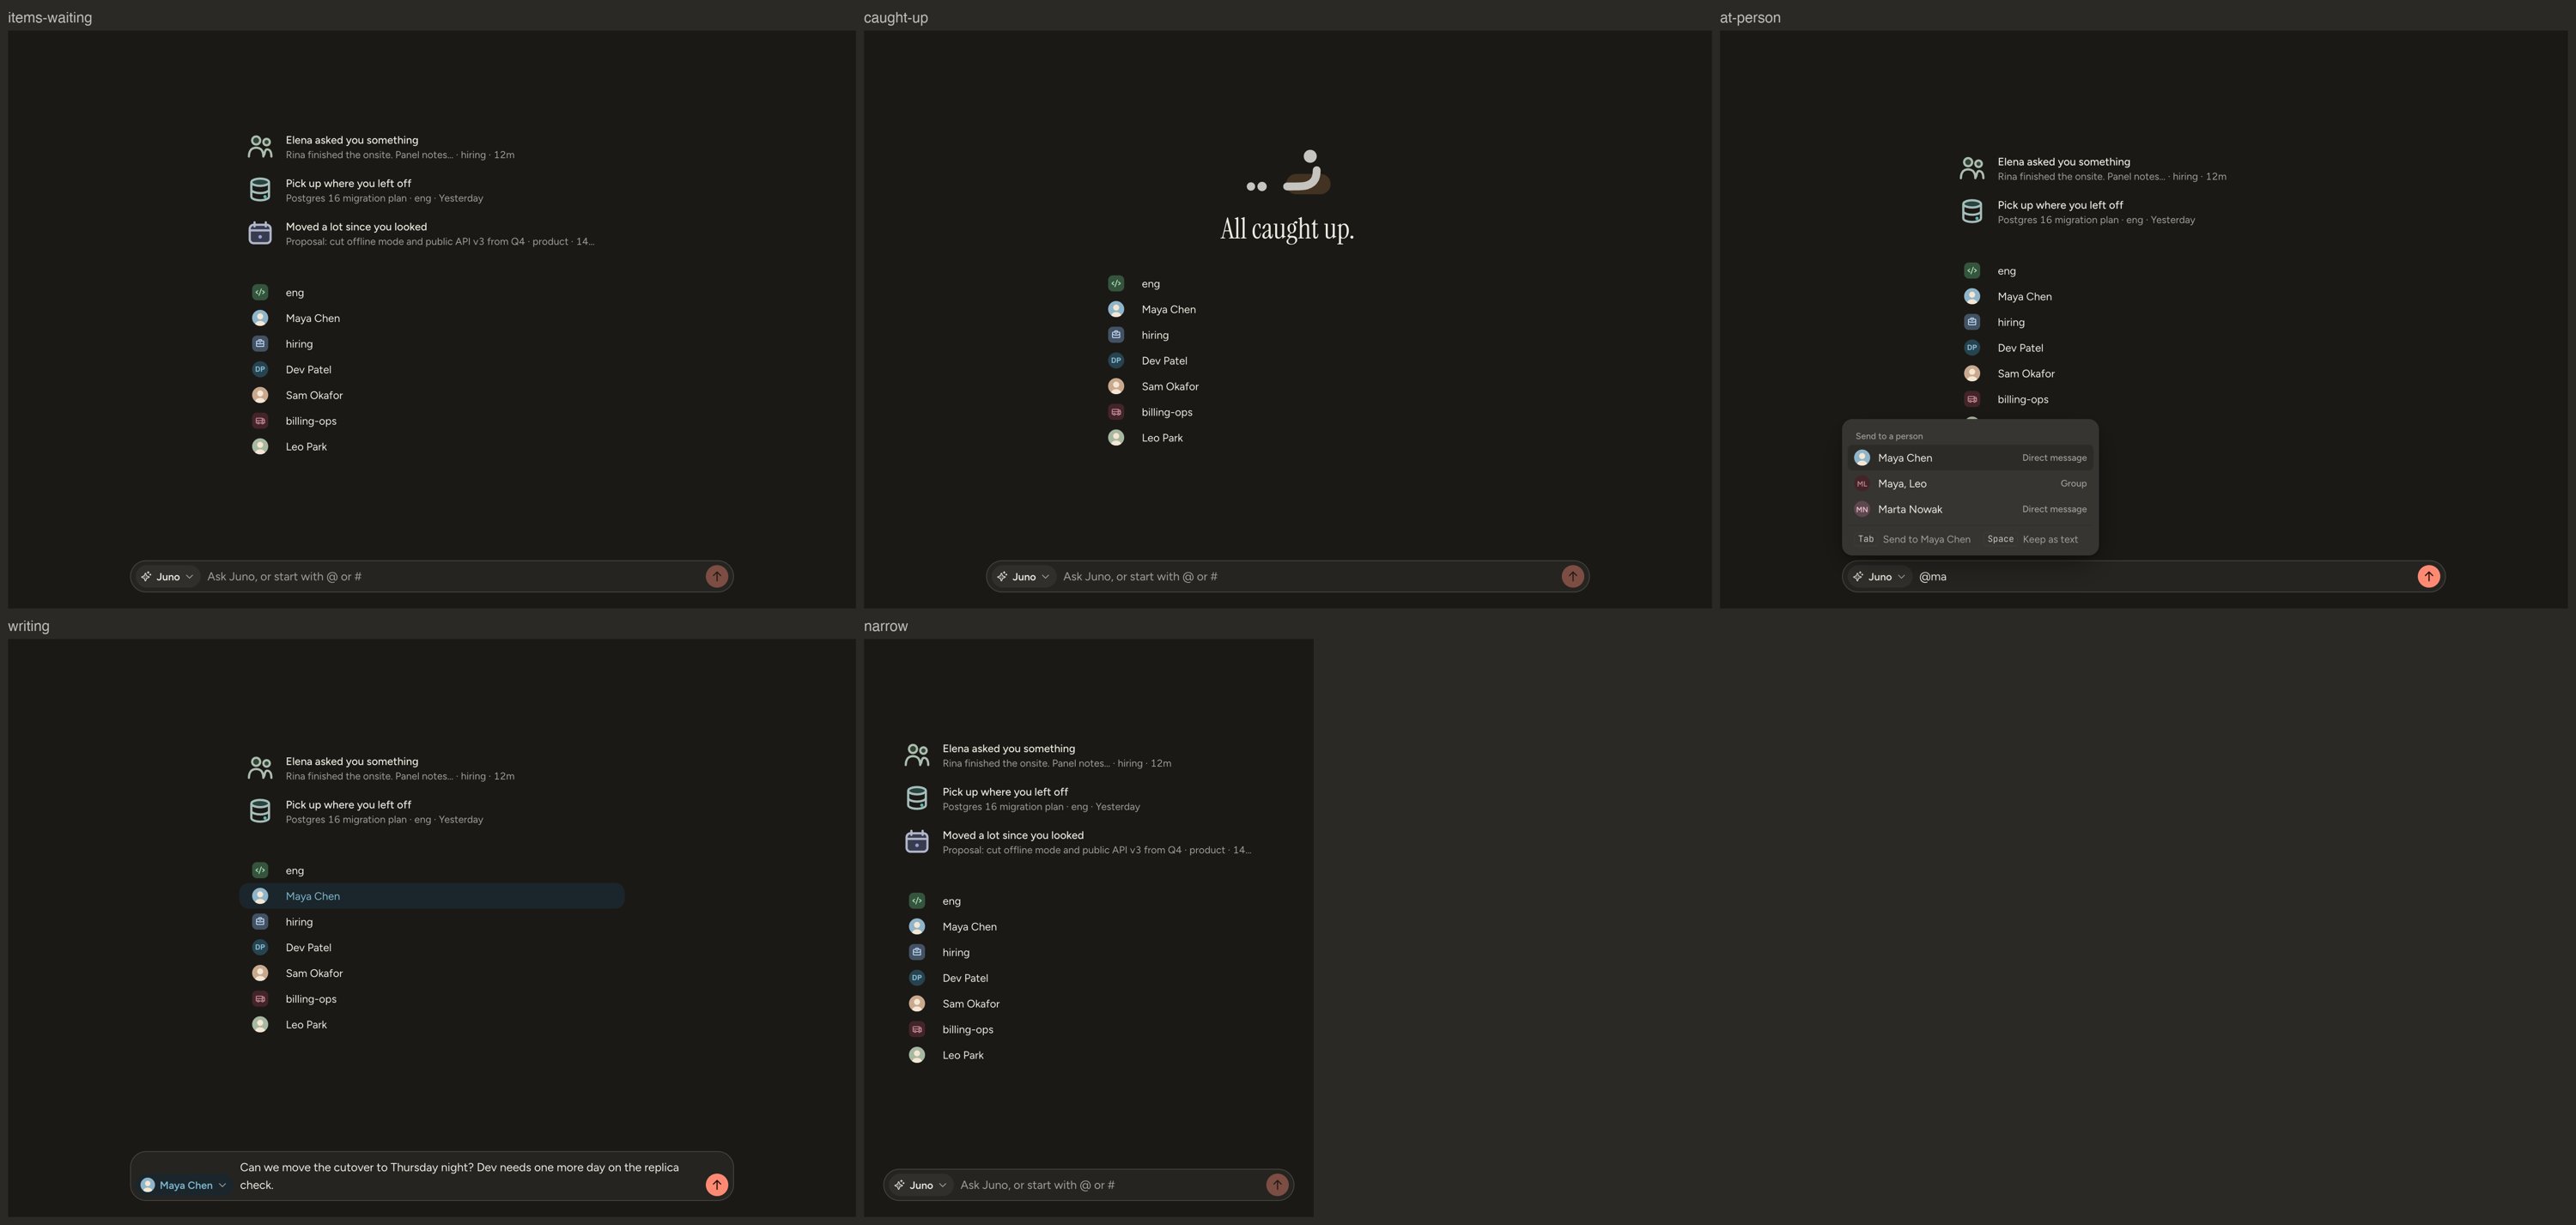 items-waiting
Elena asked you something
Rina finished the onsite. Panel notes... · hiring · 12m
Pick up where you left off
Postgres 16 migration plan · eng · Yesterday
Moved a lot since you looked
Proposal: cut offline mode and public API v3 from Q4 · product · 14...
eng
Maya Chen
hiring
DP
Dev Patel
Sam Okafor
billing-ops
Leo Park
Juno
Ask Juno, or start with @ or #
caught-up
All caught up.
eng
Maya Chen
hiring
DP
Dev Patel
Sam Okafor
billing-ops
Leo Park
Juno
Ask Juno, or start with @ or #
at-person
Elena asked you something
Rina finished the onsite. Panel notes... · hiring · 12m
Pick up where you left off
Postgres 16 migration plan · eng · Yesterday
eng
Maya Chen
hiring
DP
Dev Patel
Sam Okafor
billing-ops
Send to a person
Maya Chen Direct message
ML Maya, Leo Group
MN Marta Nowak Direct message
Tab Send to Maya Chen Space Keep as text
Juno
@ma
writing
Elena asked you something
Rina finished the onsite. Panel notes... · hiring · 12m
Pick up where you left off
Postgres 16 migration plan · eng · Yesterday
eng
Maya Chen
hiring
DP
Dev Patel
Sam Okafor
billing-ops
Leo Park
Maya Chen
Can we move the cutover to Thursday night? Dev needs one more day on the replica
check.
narrow
Elena asked you something
Rina finished the onsite. Panel notes... · hiring · 12m
Pick up where you left off
Postgres 16 migration plan · eng · Yesterday
Moved a lot since you looked
Proposal: cut offline mode and public API v3 from Q4 · product · 14...
eng
Maya Chen
hiring
DP
Dev Patel
Sam Okafor
billing-ops
Leo Park
Juno
Ask Juno, or start with @ or #